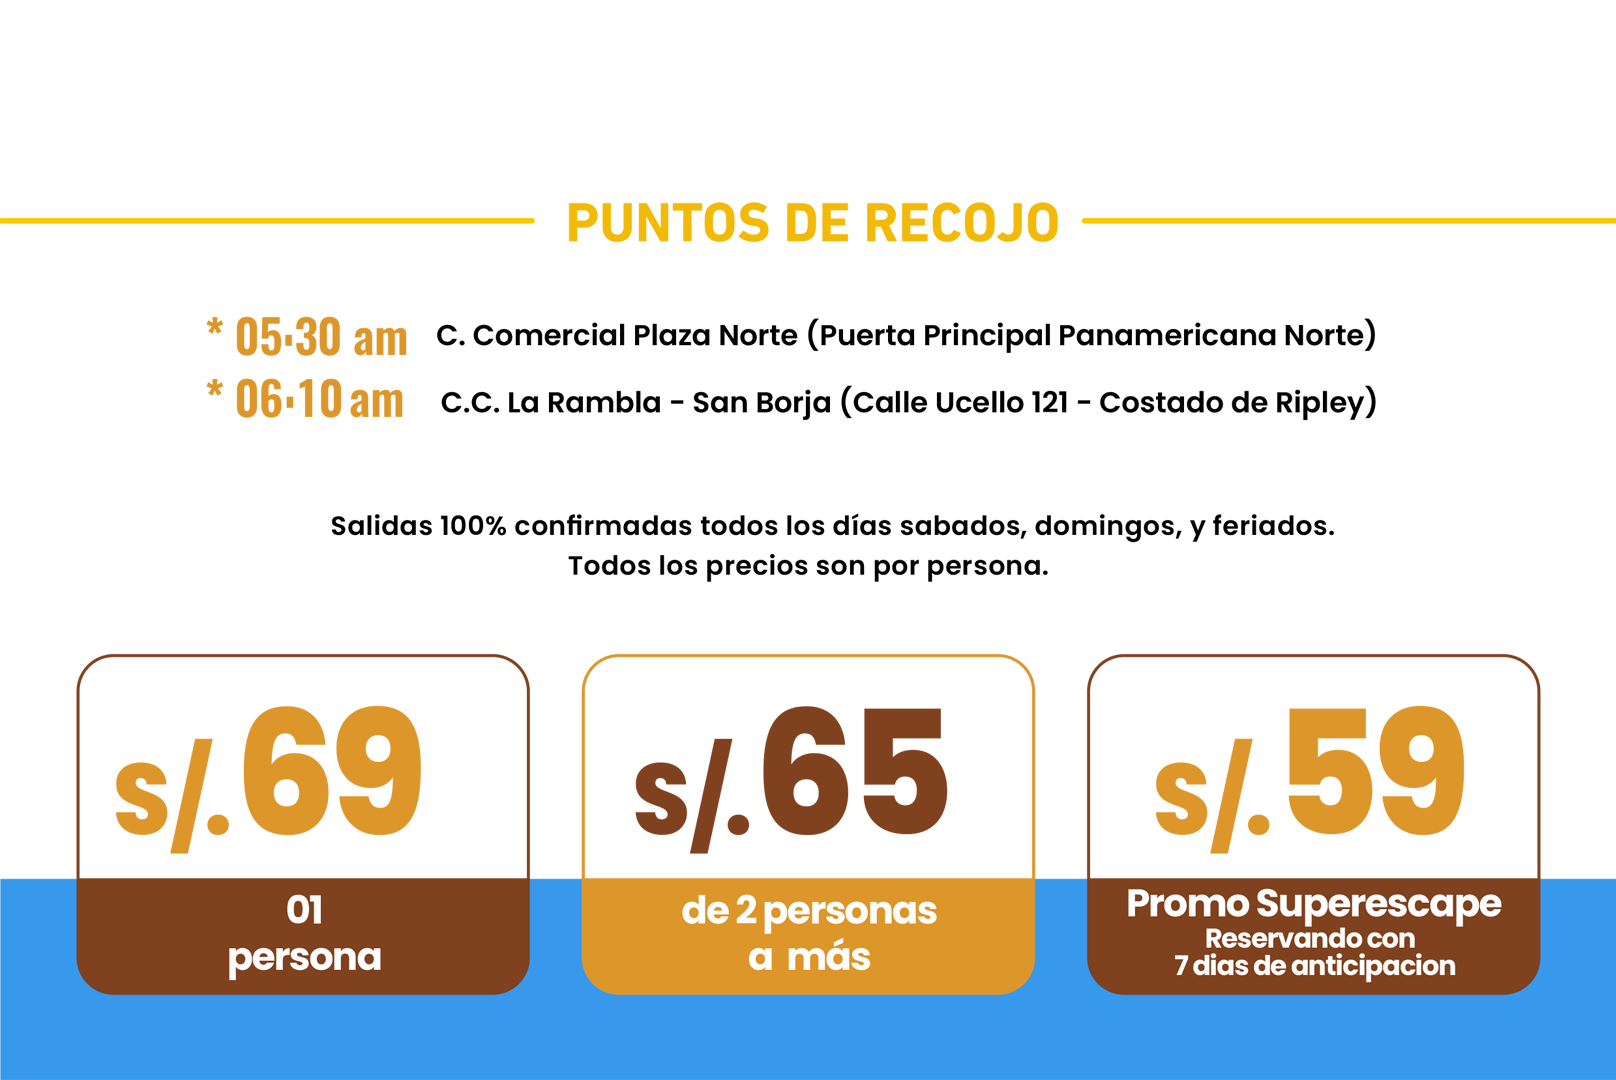 PUNTOS DE RECOJO
* 05:30 am C. Comercial Plaza Norte (Puerta Principal Panamericana Norte)
* 06:10 am C.C. La Rambla - San Borja (Calle Ucello 121 - Costado de Ripley)
Salidas 100% confirmadas todos los días sabados, domingos, y feriados.
Todos los precios son por persona.
S/.69
01
persona
S/.65
de 2 personas
a más
S/.59
Promo Superescape
Reservando con
7 dias de anticipacion